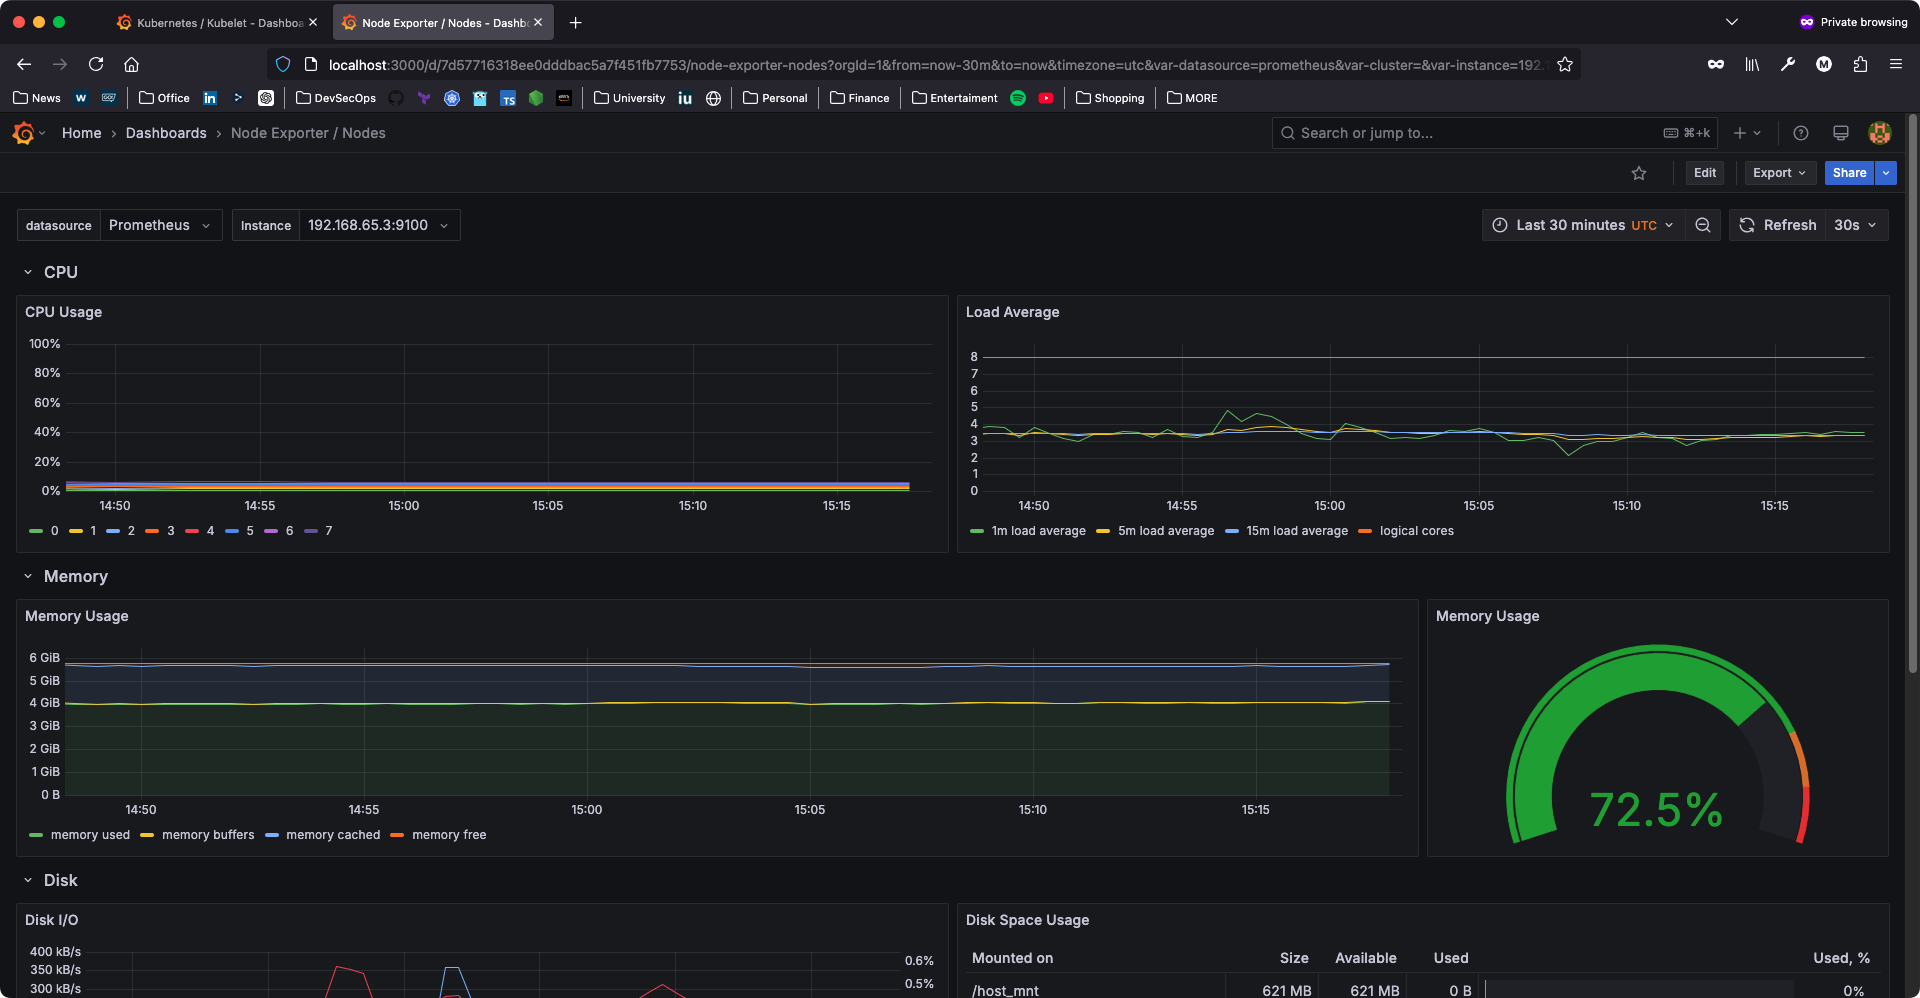 Kubernetes / Kubelet - Dashboa
Node Exporter / Nodes - Dashb
Private browsing
localhost:3000/d/7d57716318ee0dddbac5a7f451fb7753/node-exporter-nodes?orgId=1&from=now-30m&to=now&timezone=utc&var-datasource=prometheus&var-cluster=&var-instance=192.1
M
News W Office in DevSecOps TS University iu Personal Finance Entertaiment Shopping MORE
Home › Dashboards › Node Exporter / Nodes
Search or jump to... ⌘+k
Edit Export Share
datasource Prometheus Instance 192.168.65.3:9100
Last 30 minutes UTC Refresh 30s
CPU
CPU Usage
100%
80%
60%
40%
20%
0%
14:50 14:55 15:00 15:05 15:10 15:15
0 1 2 3 4 5 6 7
Load Average
8
7
6
5
4
3
2
1
0
14:50 14:55 15:00 15:05 15:10 15:15
1m load average 5m load average 15m load average logical cores
Memory
Memory Usage
6 GiB
5 GiB
4 GiB
3 GiB
2 GiB
1 GiB
0 B
14:50 14:55 15:00 15:05 15:10 15:15
memory used memory buffers memory cached memory free
Memory Usage
72.5%
Disk
Disk I/O
400 kB/s
350 kB/s
300 kB/s
0.6%
0.5%
Disk Space Usage
Mounted on Size Available Used Used, %
/host_mnt 621 MB 621 MB 0 B 0%